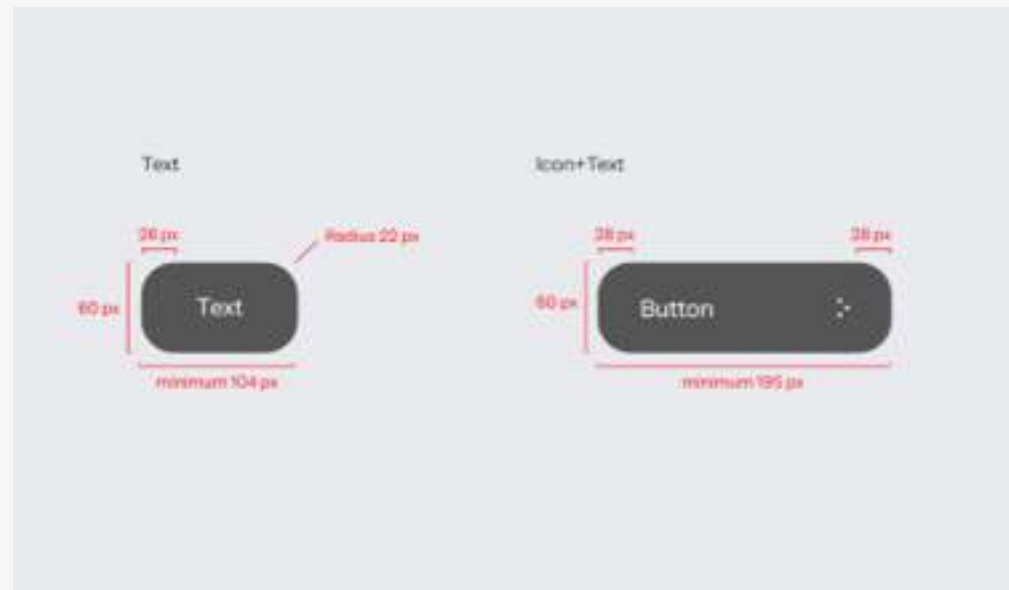 Text
Icon+Text
28 px
Radius 22 px
28 px
28 px
60 px
Text
60 px
Button
minimum 104 px
minimum 195 px